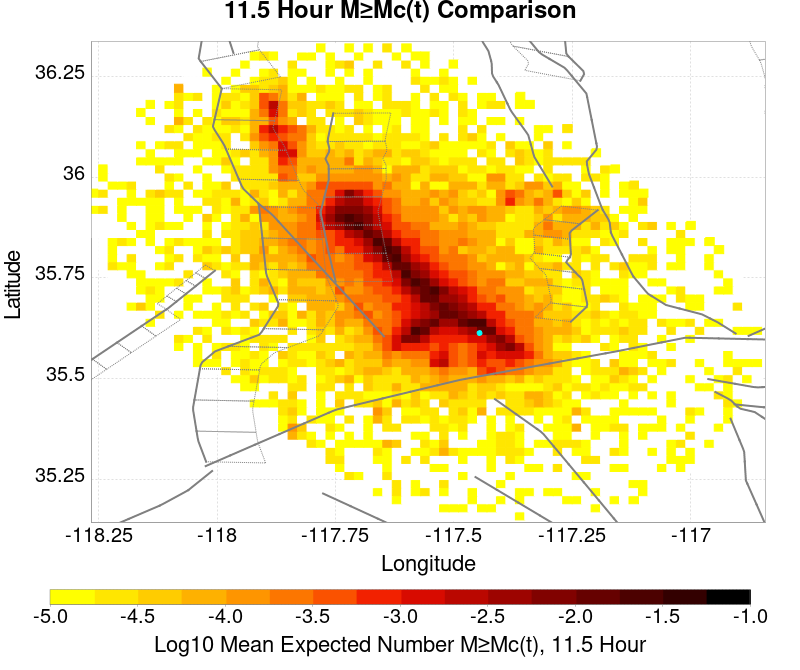 11.5 Hour M≥Mc(t) Comparison
36.25
36
35.75
35.5
35.25
Latitude
-118.25 -118 -117.75 -117.5 -117.25 -117
Longitude
-5.0 -4.5 -4.0 -3.5 -3.0 -2.5 -2.0 -1.5 -1.0
Log10 Mean Expected Number M≥Mc(t), 11.5 Hour